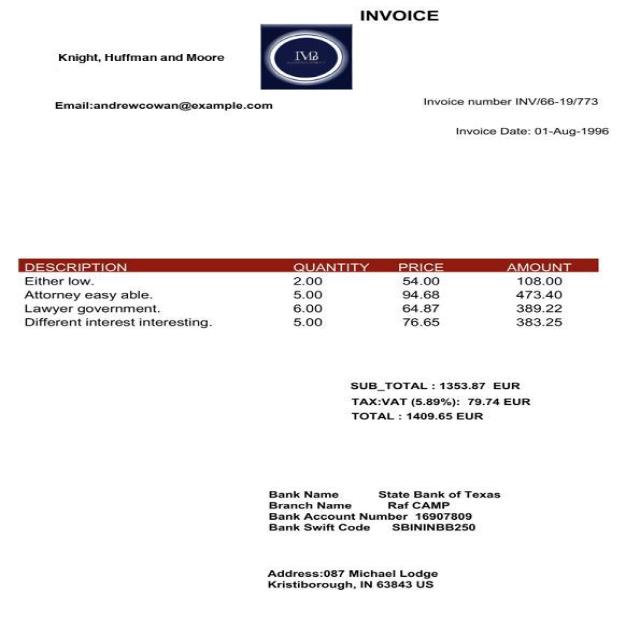 INVOICE
Knight, Huffman and Moore
Email:andrewcowan@example.com
Invoice number INV/66-19/773
Invoice Date: 01-Aug-1996
DESCRIPTION QUANTITY PRICE AMOUNT
Either low. 2.00 54.00 108.00
Attorney easy able. 5.00 94.68 473.40
Lawyer government. 6.00 64.87 389.22
Different interest interesting. 5.00 76.65 383.25
SUB_TOTAL : 1353.87 EUR
TAX:VAT (5.89%): 79.74 EUR
TOTAL : 1409.65 EUR
Bank Name State Bank of Texas
Branch Name Raf CAMP
Bank Account Number 16907809
Bank Swift Code SBININBB250
Address:087 Michael Lodge
Kristiborough, IN 63843 US